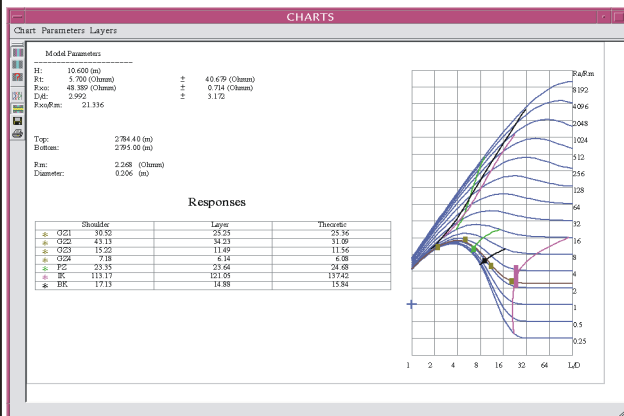 CHARTS
Chart Parameters Layers
Model Parameters
H: 10.600 (m)
Rt: 5.700 (Ohmm) ± 40.679 (Ohmm)
Rxo: 48.389 (Ohmm) ± 0.714 (Ohmm)
D/d: 2.992 ± 3.172
Rxo/Rm: 21.336
Top: 2784.40 (m)
Bottom: 2795.00 (m)
Rm: 2.268 (Ohmm)
Diameter: 0.206 (m)
Responses
Shoulder Layer Theoretic
GZ1 30.52 25.25 25.36
GZ2 43.13 34.23 31.09
GZ3 15.22 11.49 11.56
GZ4 7.18 6.14 6.08
PZ 23.35 23.64 24.68
IK 113.17 121.05 137.42
BK 17.13 14.88 15.84
Ra/Rm
8192
4096
2048
1024
512
256
128
64
32
16
8
4
2
1
0.5
0.25
1 2 4 8 16 32 64 L/D